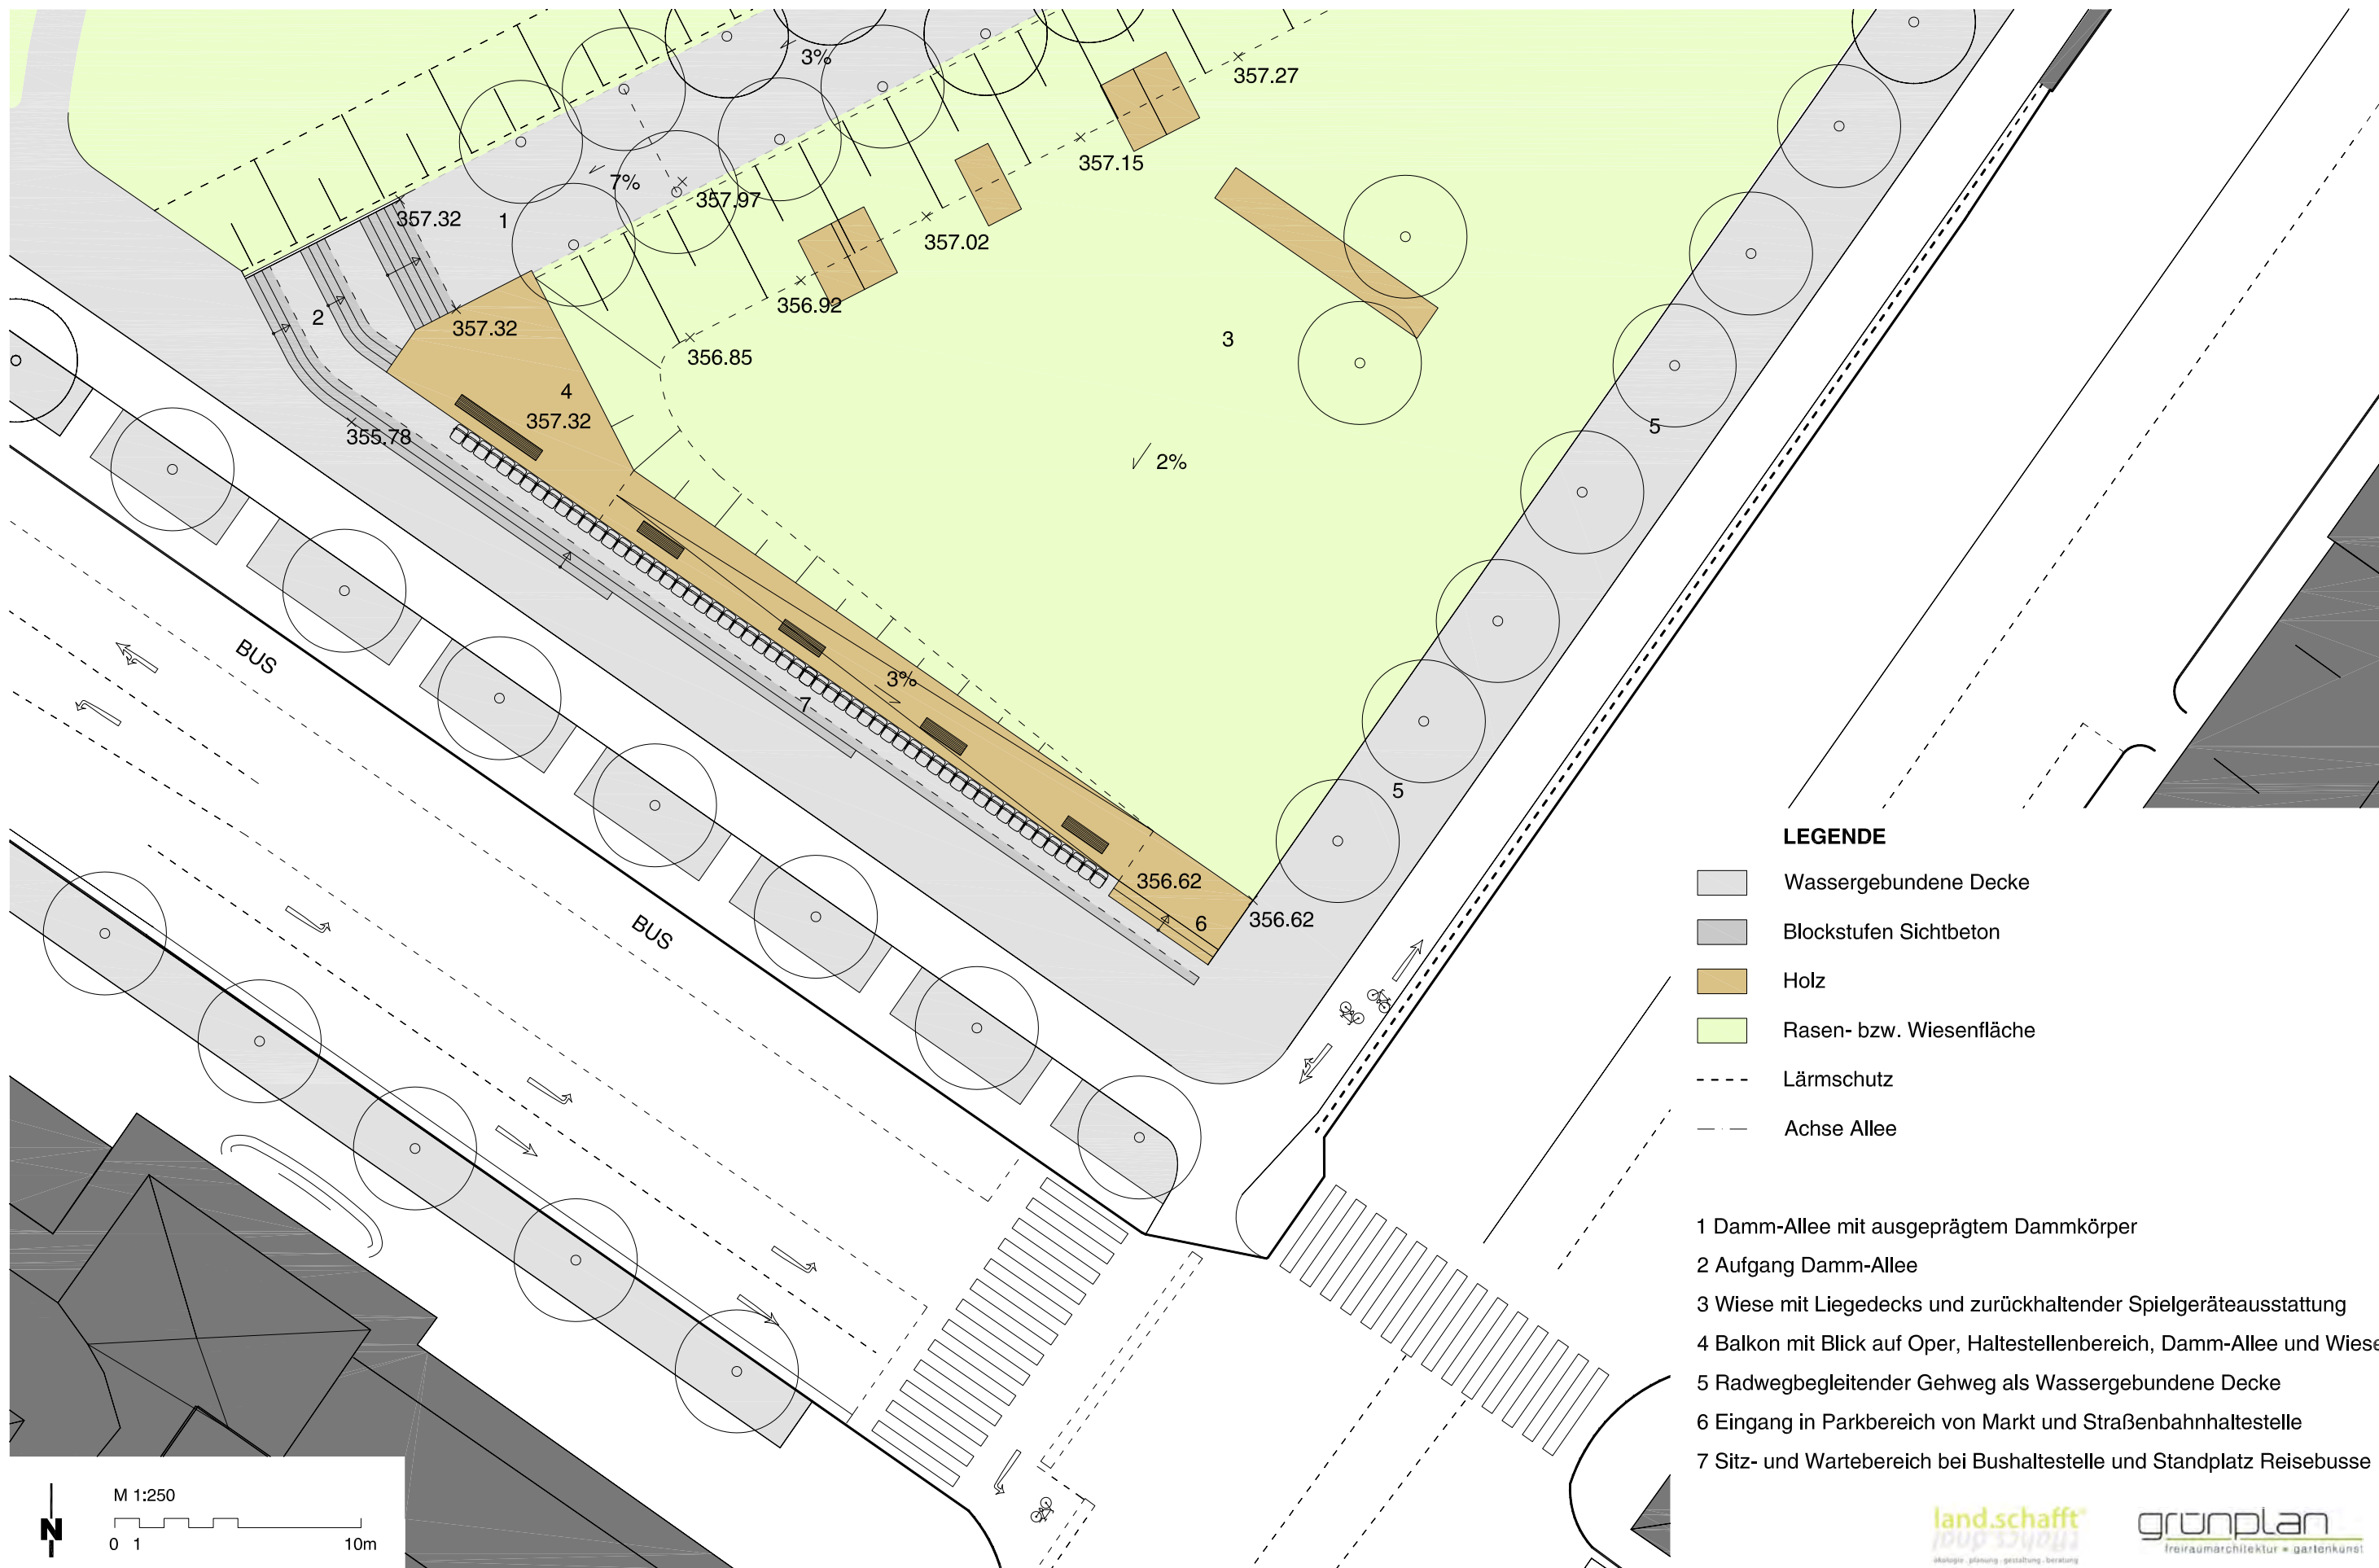 3%
357.27
357.15
7%
357.97
357.32
1
357.02
2
356.92
357.32
3
356.85
4
357.32
355.78
5
2%
BUS
3%
7
5
356.62
356.62
6
BUS
LEGENDE
Wassergebundene Decke
Blockstufen Sichtbeton
Holz
Rasen- bzw. Wiesenfläche
Lärmschutz
Achse Allee
1 Damm-Allee mit ausgeprägtem Dammkörper
2 Aufgang Damm-Allee
3 Wiese mit Liegedecks und zurückhaltender Spielgeräteausstattung
4 Balkon mit Blick auf Oper, Haltestellenbereich, Damm-Allee und Wiese
5 Radwegbegleitender Gehweg als Wassergebundene Decke
6 Eingang in Parkbereich von Markt und Straßenbahnhaltestelle
7 Sitz- und Wartebereich bei Bushaltestelle und Standplatz Reisebusse
N
M 1:250
0 1 10m
land.schafft
ökologie . planung . gestaltung . beratung
grünplan
freiraumarchitektur + gartenkunst